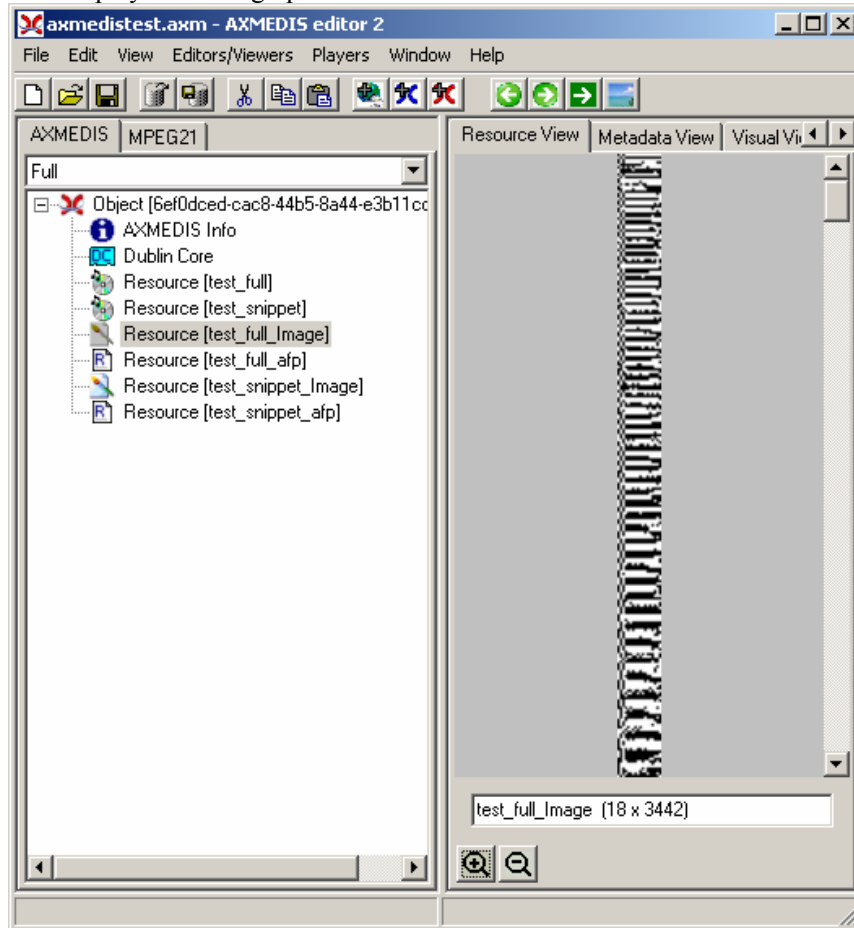 axmedistest.axm - AXMEDIS editor 2
File Edit View Editors/Viewers Players Window Help
AXMEDIS MPEG21
Full
Object [6ef0dced-cac8-44b5-8a44-e3b11cc
AXMEDIS Info
DC Dublin Core
Resource [test_full]
Resource [test_snippet]
Resource [test_full_Image]
R Resource [test_full_afp]
Resource [test_snippet_Image]
R Resource [test_snippet_afp]
Resource View Metadata View Visual Vi
test_full_Image (18 x 3442)